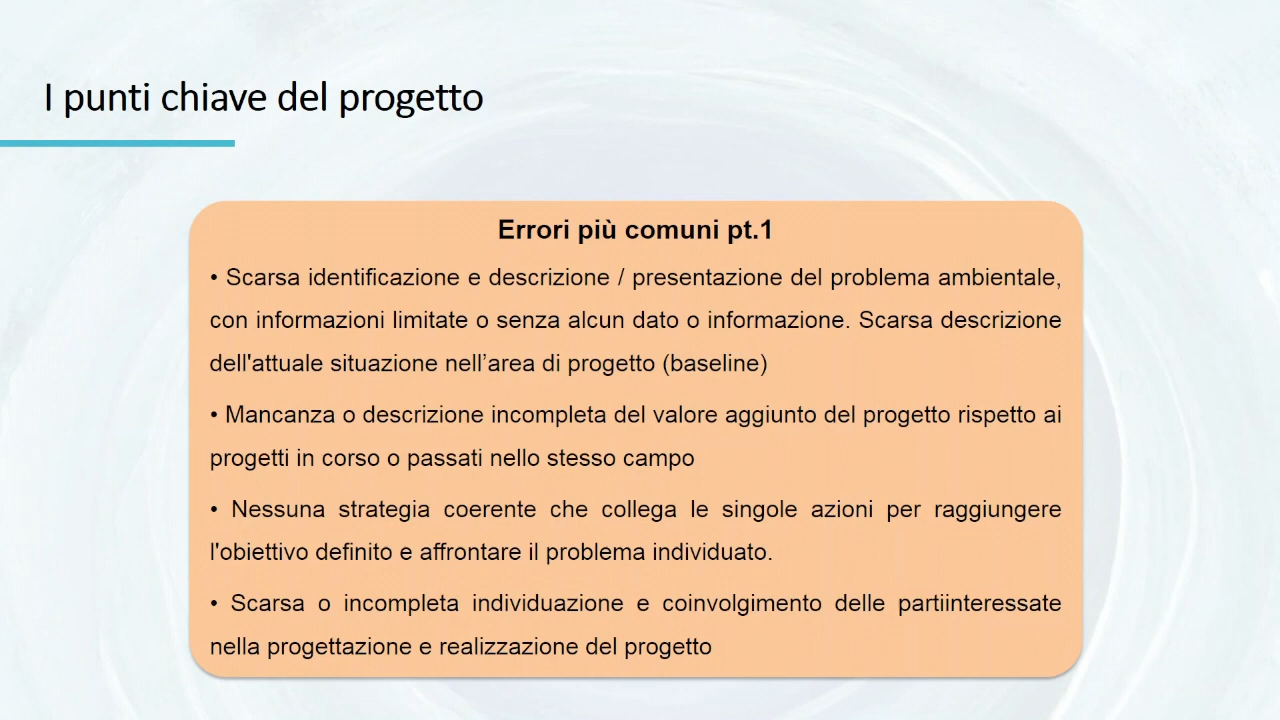 I punti chiave del progetto
Errori più comuni pt.1
• Scarsa identificazione e descrizione / presentazione del problema ambientale,
con informazioni limitate o senza alcun dato o informazione. Scarsa descrizione
dell'attuale situazione nell’area di progetto (baseline)
• Mancanza o descrizione incompleta del valore aggiunto del progetto rispetto ai
progetti in corso o passati nello stesso campo
• Nessuna strategia coerente che collega le singole azioni per raggiungere
l'obiettivo definito e affrontare il problema individuato.
• Scarsa o incompleta individuazione e coinvolgimento delle partiinteressate
nella progettazione e realizzazione del progetto